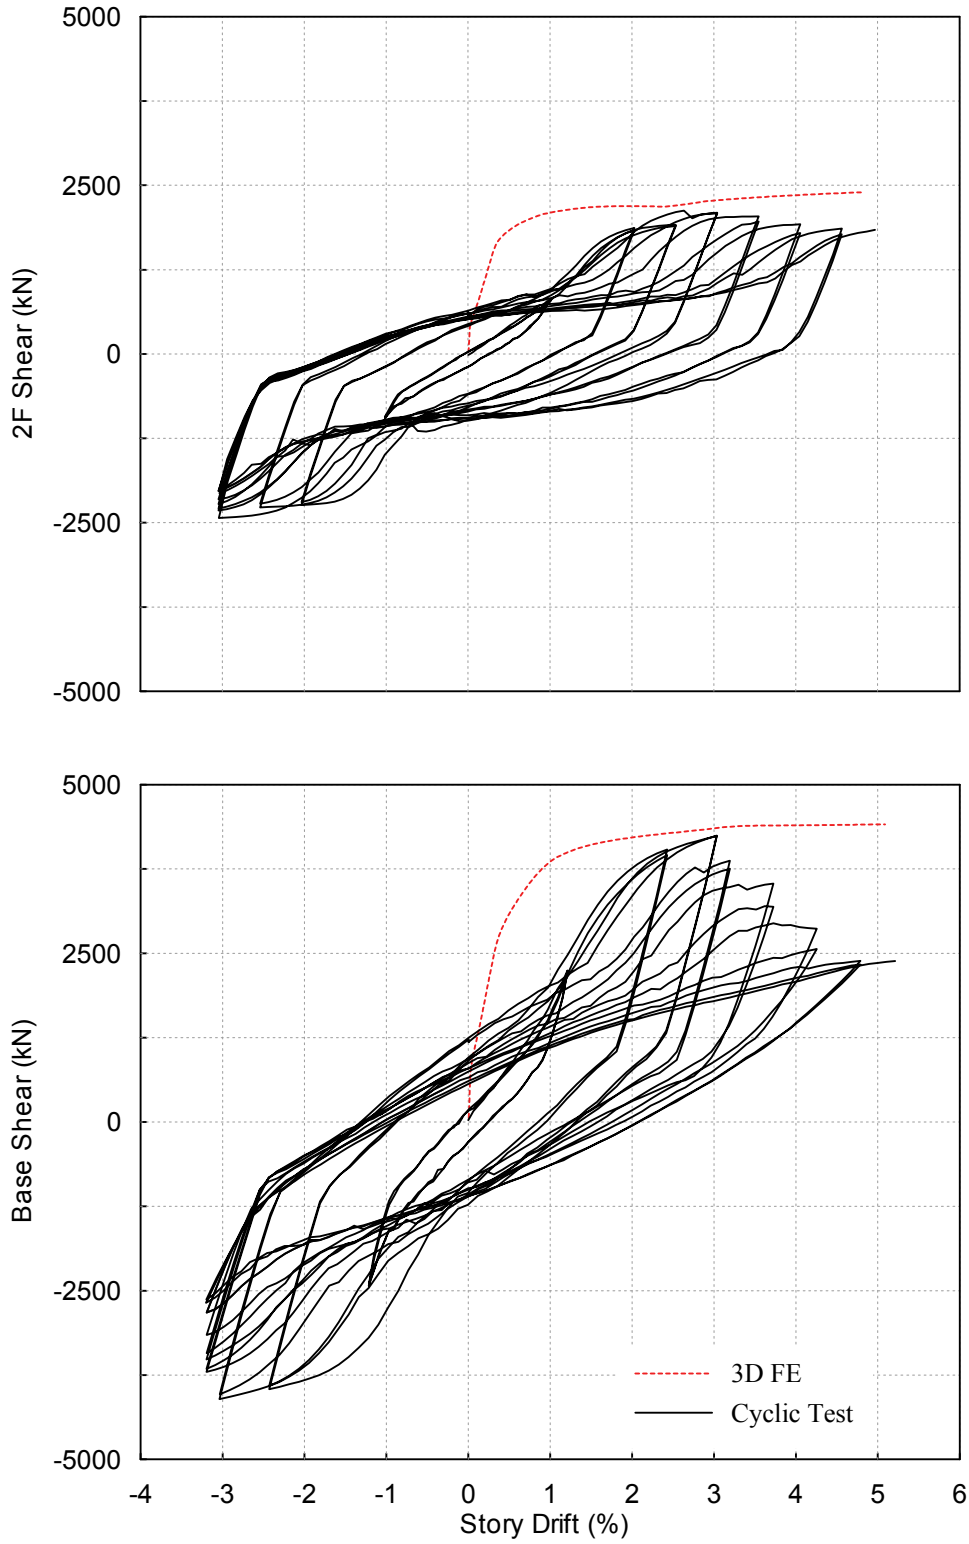 5000
2500
0
-2500
-5000
2F Shear (kN)
5000
2500
0
-2500
-5000
Base Shear (kN)
3D FE
Cyclic Test
-4 -3 -2 -1 0 1 2 3 4 5 6
Story Drift (%)